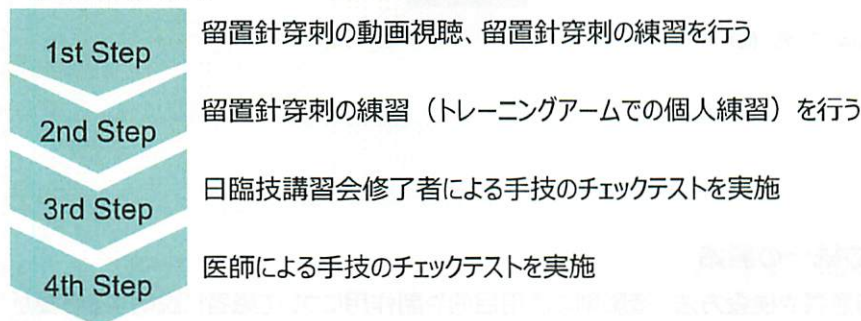 1st Step
留置針穿刺の動画視聴、留置針穿刺の練習を行う
2nd Step
留置針穿刺の練習（トレーニングアームでの個人練習）を行う
3rd Step
日臨技講習会修了者による手技のチェックテストを実施
4th Step
医師による手技のチェックテストを実施